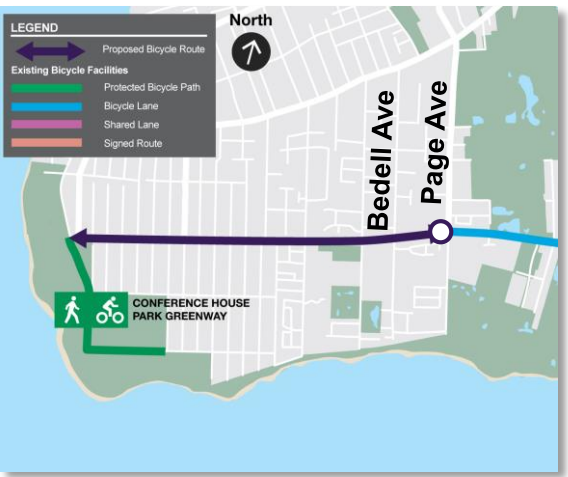 LEGEND
Proposed Bicycle Route
Existing Bicycle Facilities
Protected Bicycle Path
Bicycle Lane
Shared Lane
Signed Route
North
Bedell Ave
Page Ave
CONFERENCE HOUSE
PARK GREENWAY